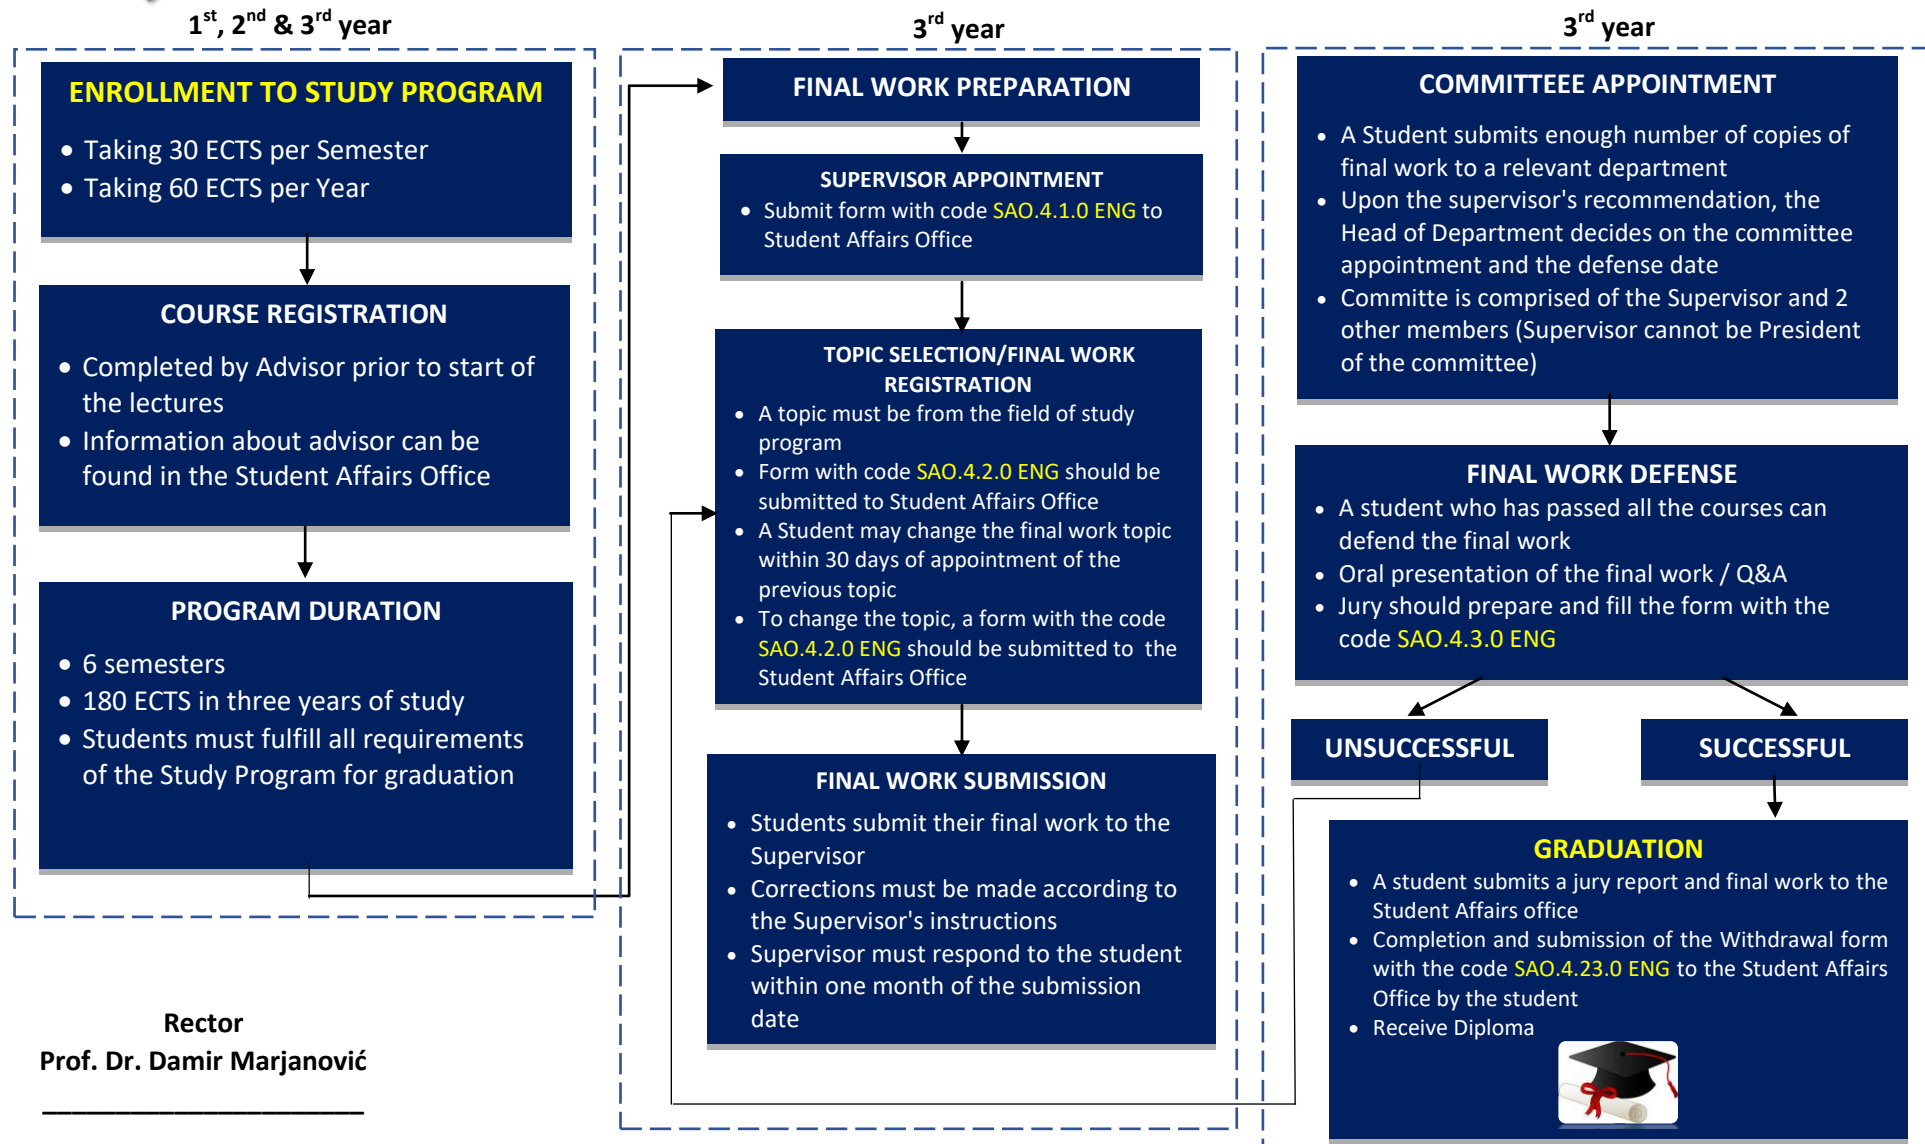 1st, 2nd & 3rd year
ENROLLMENT TO STUDY PROGRAM
• Taking 30 ECTS per Semester
• Taking 60 ECTS per Year
COURSE REGISTRATION
• Completed by Advisor prior to start of
the lectures
• Information about advisor can be
found in the Student Affairs Office
PROGRAM DURATION
• 6 semesters
• 180 ECTS in three years of study
• Students must fulfill all requirements
of the Study Program for graduation
Rector
Prof. Dr. Damir Marjanović
3rd year
FINAL WORK PREPARATION
SUPERVISOR APPOINTMENT
• Submit form with code SAO.4.1.0 ENG to
Student Affairs Office
TOPIC SELECTION/FINAL WORK
REGISTRATION
• A topic must be from the field of study
program
• Form with code SAO.4.2.0 ENG should be
submitted to Student Affairs Office
• A Student may change the final work topic
within 30 days of appointment of the
previous topic
• To change the topic, a form with the code
SAO.4.2.0 ENG should be submitted to the
Student Affairs Office
FINAL WORK SUBMISSION
• Students submit their final work to the
Supervisor
• Corrections must be made according to
the Supervisor's instructions
• Supervisor must respond to the student
within one month of the submission
date
3rd year
COMMITTEEE APPOINTMENT
• A Student submits enough number of copies of
final work to a relevant department
• Upon the supervisor's recommendation, the
Head of Department decides on the committee
appointment and the defense date
• Committe is comprised of the Supervisor and 2
other members (Supervisor cannot be President
of the committee)
FINAL WORK DEFENSE
• A student who has passed all the courses can
defend the final work
• Oral presentation of the final work / Q&A
• Jury should prepare and fill the form with the
code SAO.4.3.0 ENG
UNSUCCESSFUL
SUCCESSFUL
GRADUATION
• A student submits a jury report and final work to the
Student Affairs office
• Completion and submission of the Withdrawal form
with the code SAO.4.23.0 ENG to the Student Affairs
Office by the student
• Receive Diploma